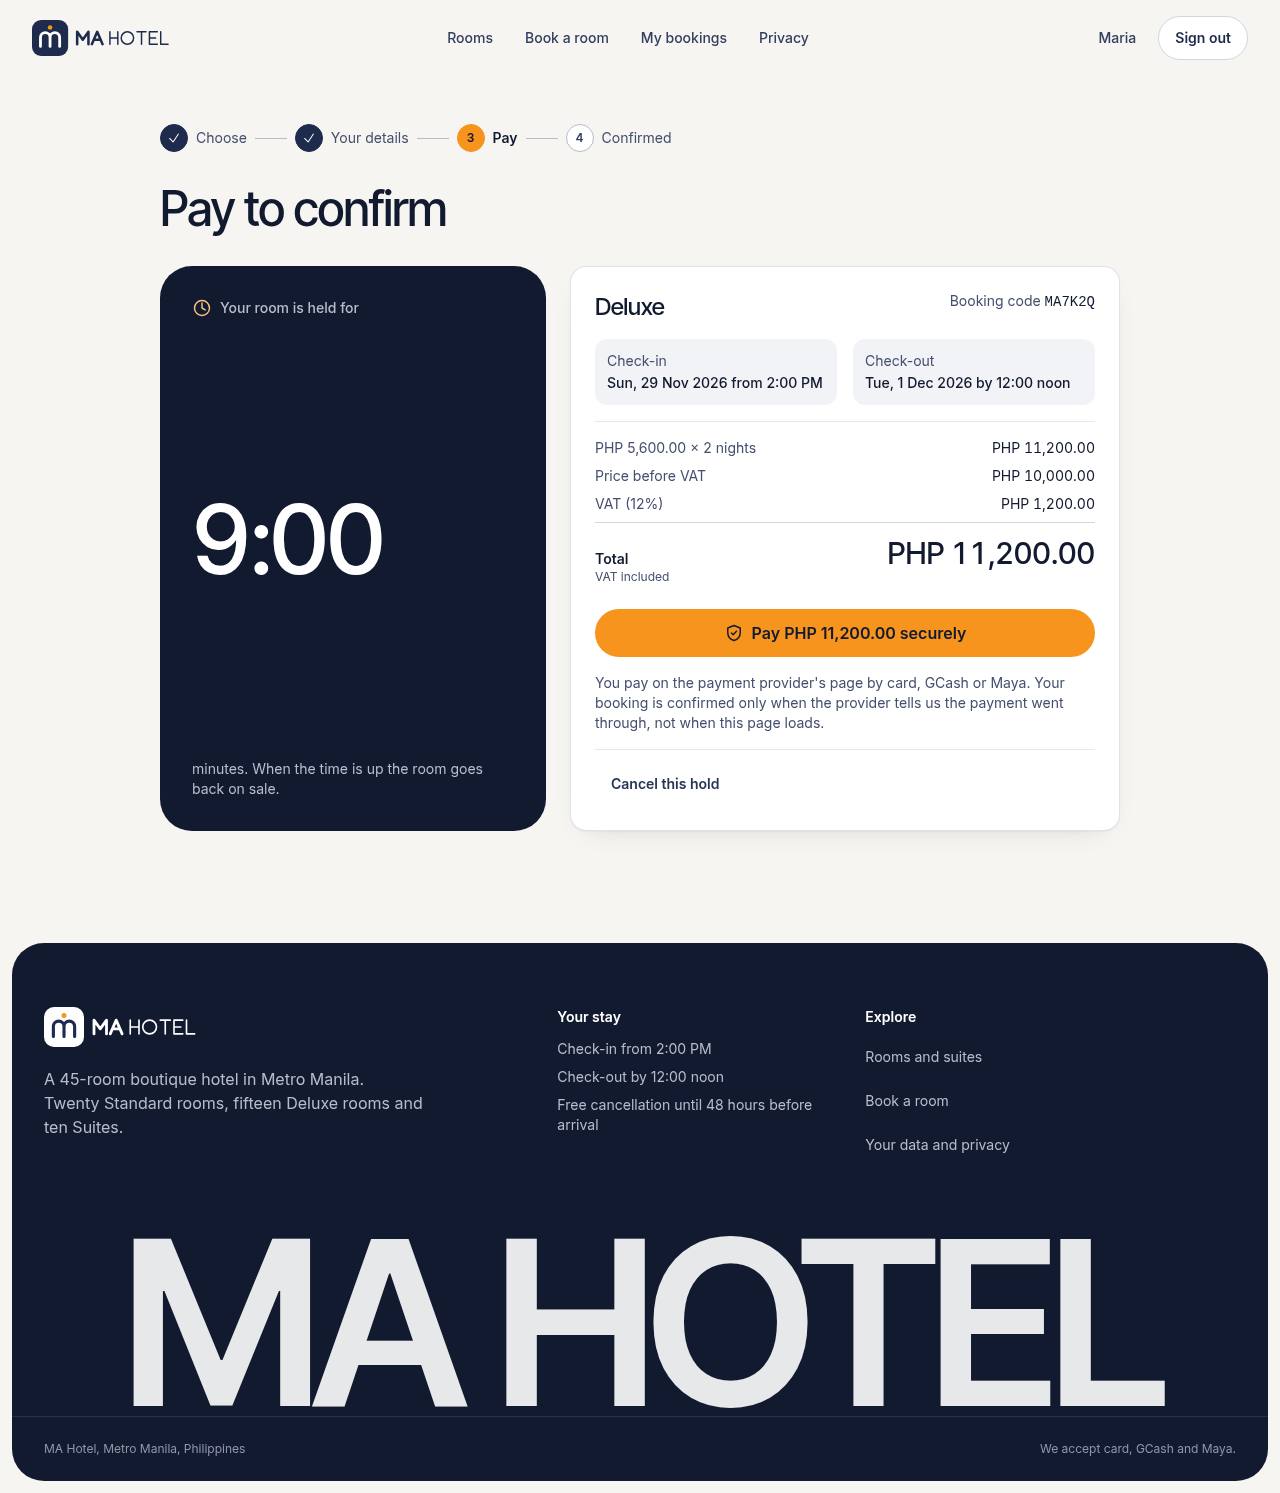 MA HOTEL
Rooms
Book a room
My bookings
Privacy
Maria
Sign out
Choose
Your details
3
Pay
4
Confirmed
Pay to confirm
Your room is held for
9:00
minutes. When the time is up the room goes
back on sale.
Deluxe
Booking code MA7K2Q
Check-in
Sun, 29 Nov 2026 from 2:00 PM
Check-out
Tue, 1 Dec 2026 by 12:00 noon
PHP 5,600.00 × 2 nights
PHP 11,200.00
Price before VAT
PHP 10,000.00
VAT (12%)
PHP 1,200.00
Total
VAT included
PHP 11,200.00
Pay PHP 11,200.00 securely
You pay on the payment provider's page by card, GCash or Maya. Your
booking is confirmed only when the provider tells us the payment went
through, not when this page loads.
Cancel this hold
MA HOTEL
A 45-room boutique hotel in Metro Manila.
Twenty Standard rooms, fifteen Deluxe rooms and
ten Suites.
Your stay
Check-in from 2:00 PM
Check-out by 12:00 noon
Free cancellation until 48 hours before
arrival
Explore
Rooms and suites
Book a room
Your data and privacy
MA HOTEL
MA Hotel, Metro Manila, Philippines
We accept card, GCash and Maya.